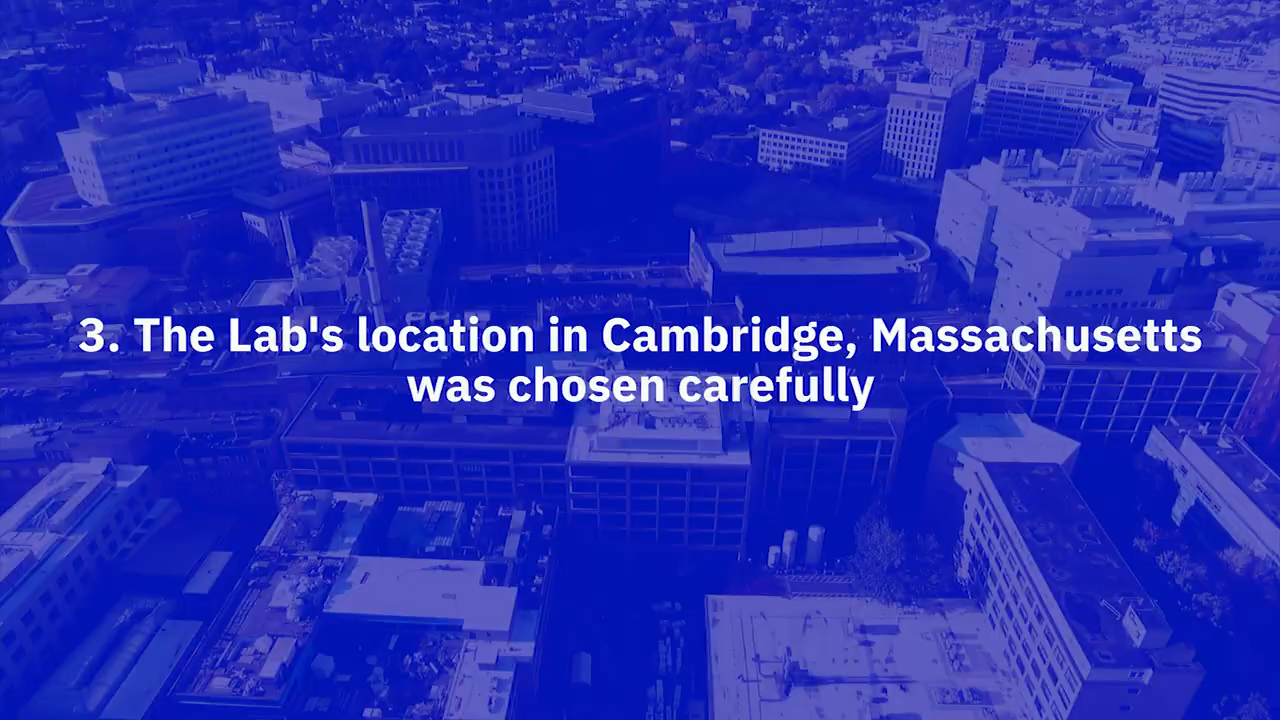 3. The Lab's location in Cambridge, Massachusetts
was chosen carefully